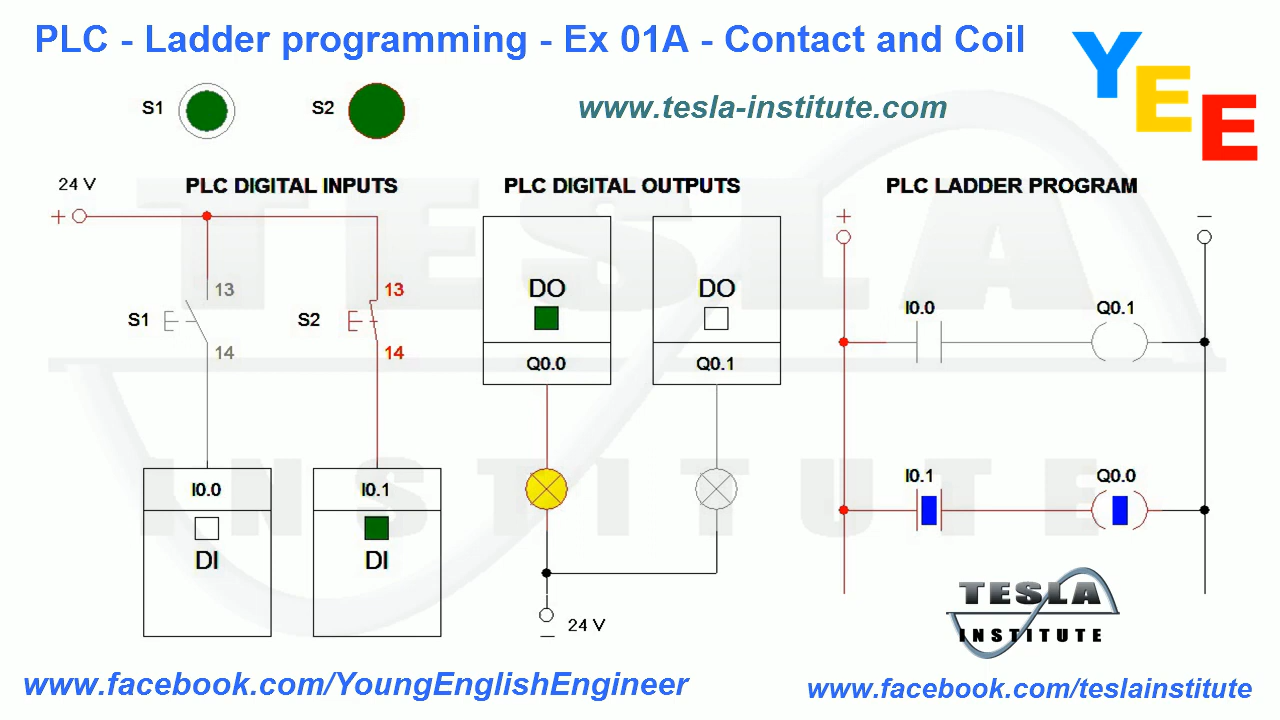 PLC - Ladder programming - Ex 01A - Contact and Coil
YEE
S1
S2
www.tesla-institute.com
24 V
PLC DIGITAL INPUTS
PLC DIGITAL OUTPUTS
PLC LADDER PROGRAM
+
+
–
13
13
DO
DO
I0.0
Q0.1
S1
S2
14
14
Q0.0
Q0.1
I0.0
I0.1
I0.1
Q0.0
DI
DI
TESLA
INSTITUTE
24 V
–
TESLA
INSTITUTE
www.facebook.com/YoungEnglishEngineer
www.facebook.com/teslainstitute